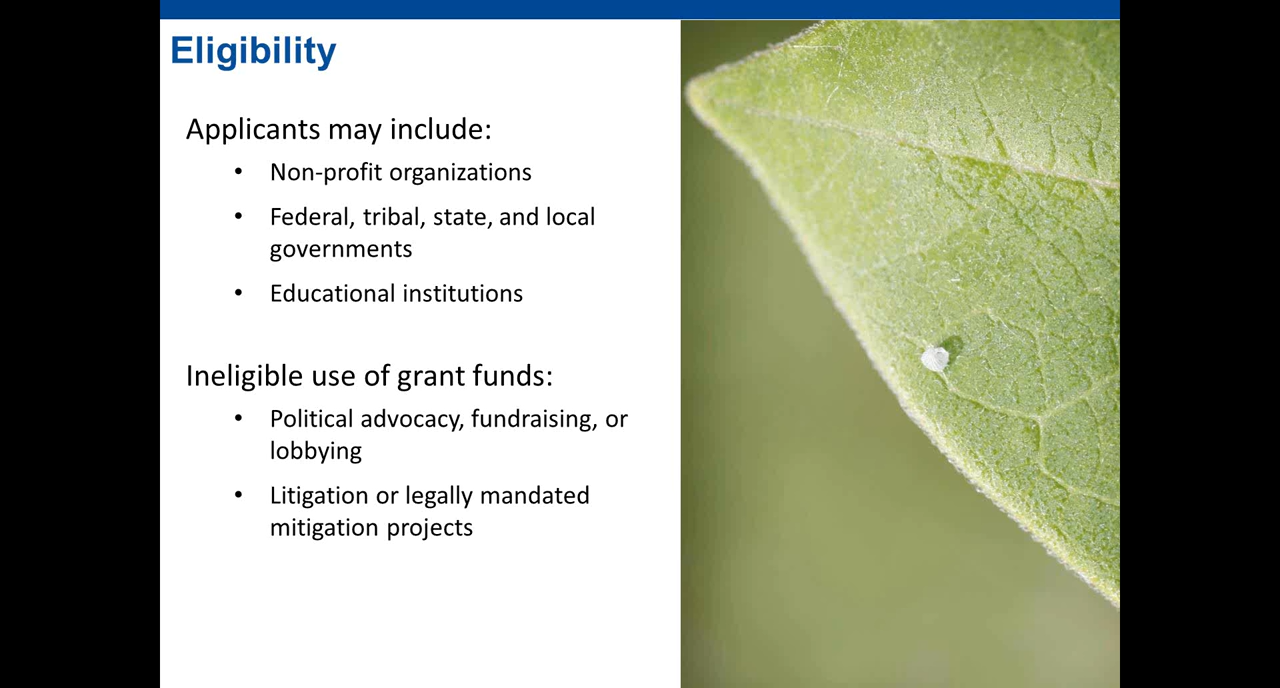 Eligibility
Applicants may include:
• Non-profit organizations
• Federal, tribal, state, and local
governments
• Educational institutions
Ineligible use of grant funds:
• Political advocacy, fundraising, or
lobbying
• Litigation or legally mandated
mitigation projects